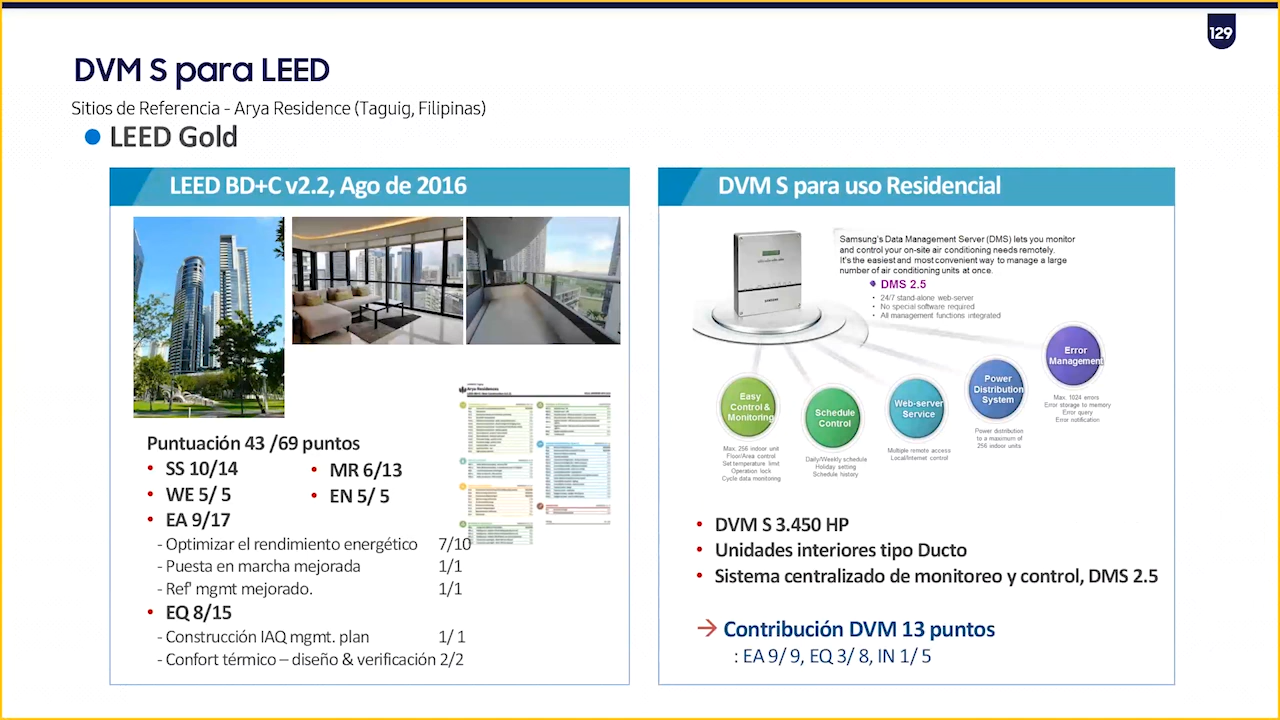 129
DVM S para LEED
Sitios de Referencia - Arya Residence (Taguig, Filipinas)
LEED Gold
LEED BD+C v2.2, Ago de 2016
Arya Residences
Puntuación 43 /69 puntos
• SS 10/14
• MR 6/13
• WE 5/ 5
• EN 5/ 5
• EA 9/17
- Optimizar el rendimiento energético 7/10
- Puesta en marcha mejorada 1/1
- Ref' mgmt mejorado. 1/1
• EQ 8/15
- Construcción IAQ mgmt. plan 1/ 1
- Confort térmico – diseño & verificación 2/2
DVM S para uso Residencial
Samsung's Data Management Server (DMS) lets you monitor
and control your on-site air conditioning needs remotely.
It's the easiest and most convenient way to manage a large
number of air conditioning units at once.
DMS 2.5
• 24/7 stand-alone web-server
• No special software required
• All management functions integrated
SAMSUNG
Easy
Control &
Monitoring
Max. 256 indoor unit
Floor/Area control
Set temperature limit
Operation lock
Cycle data monitoring
Schedule
Control
Daily/Weekly schedule
Holiday setting
Schedule history
Web-server
Service
Multiple remote access
Local/Internet control
Power
Distribution
System
Power distribution
to a maximum of
256 indoor units
Error
Management
Max. 1024 errors
Error storage to memory
Error query
Error notification
• DVM S 3.450 HP
• Unidades interiores tipo Ducto
• Sistema centralizado de monitoreo y control, DMS 2.5
→ Contribución DVM 13 puntos
: EA 9/ 9, EQ 3/ 8, IN 1/ 5